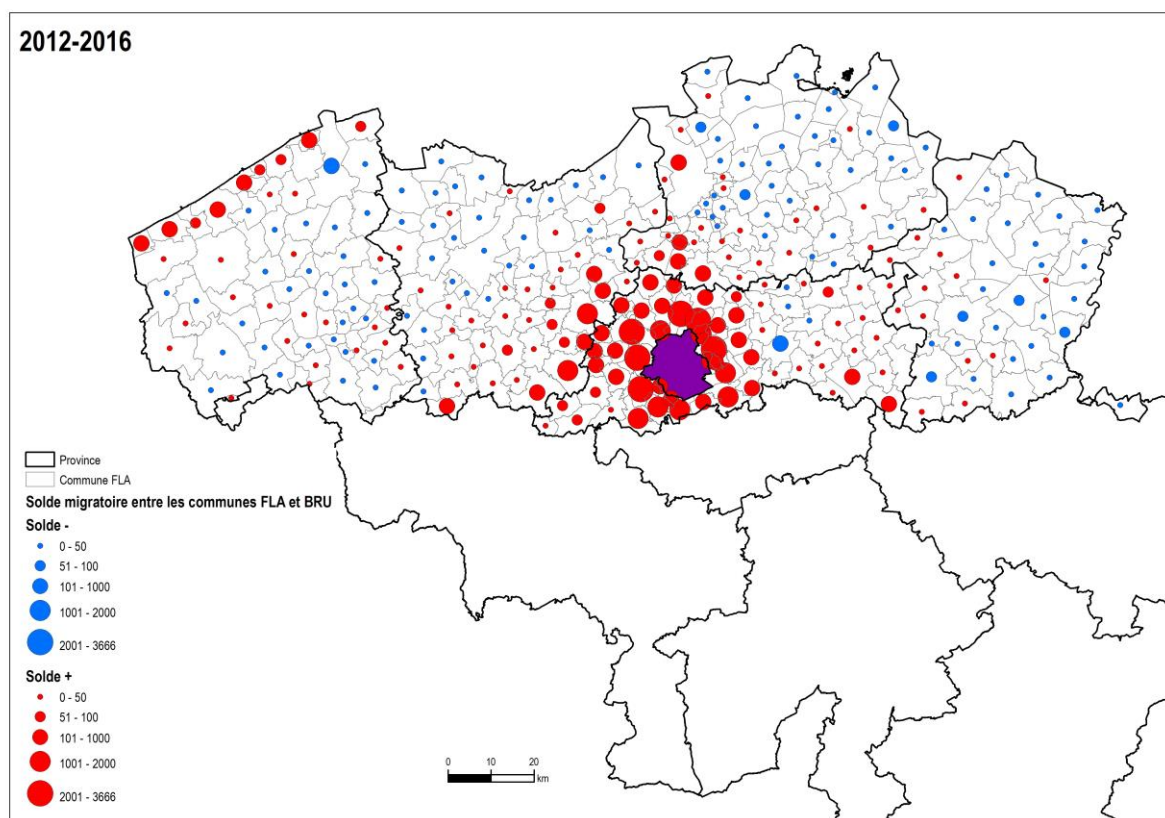 2012-2016
Province
Commune FLA
Solde migratoire entre les communes FLA et BRU
Solde -
0 - 50
51 - 100
101 - 1000
1001 - 2000
2001 - 3666
Solde +
0 - 50
51 - 100
101 - 1000
1001 - 2000
2001 - 3666
0 10 20
km